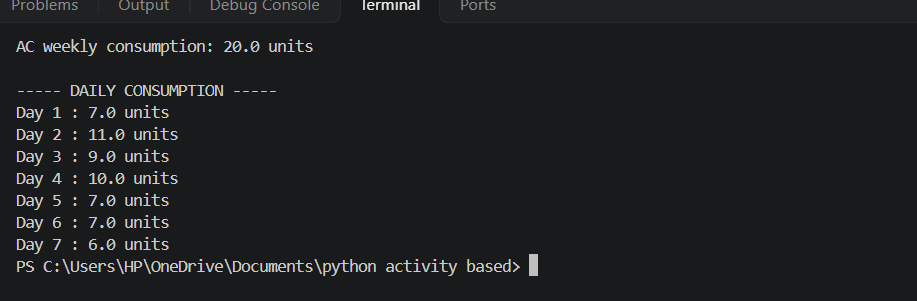 Problems Output Debug Console Terminal Ports
AC weekly consumption: 20.0 units
----- DAILY CONSUMPTION -----
Day 1 : 7.0 units
Day 2 : 11.0 units
Day 3 : 9.0 units
Day 4 : 10.0 units
Day 5 : 7.0 units
Day 6 : 7.0 units
Day 7 : 6.0 units
PS C:\Users\HP\OneDrive\Documents\python activity based>